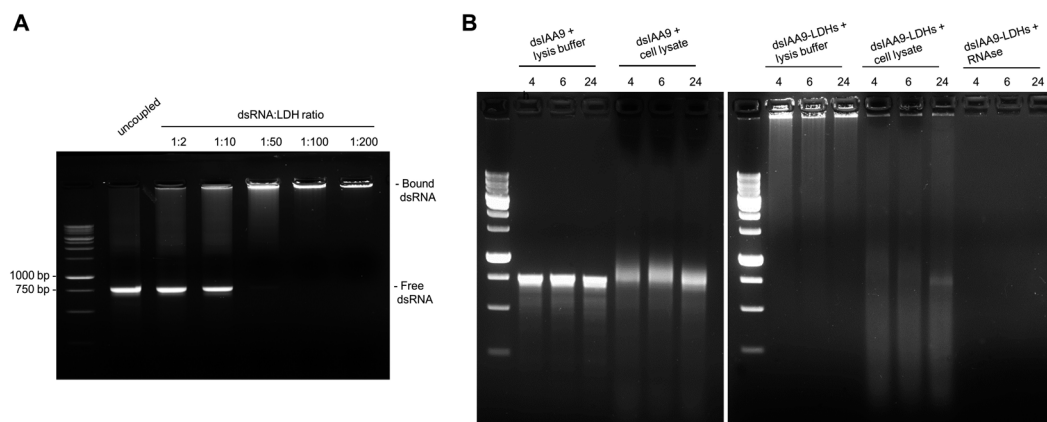 A
uncoupled
dsRNA:LDH ratio
1:2 1:10 1:50 1:100 1:200
- Bound
dsRNA
1000 bp -
750 bp -
- Free
dsRNA
B
dsIAA9 +
lysis buffer
dsIAA9 +
cell lysate
dsIAA9-LDHs +
lysis buffer
dsIAA9-LDHs +
cell lysate
dsIAA9-LDHs +
RNAse
4 6 24 4 6 24 4 6 24 4 6 24 4 6 24